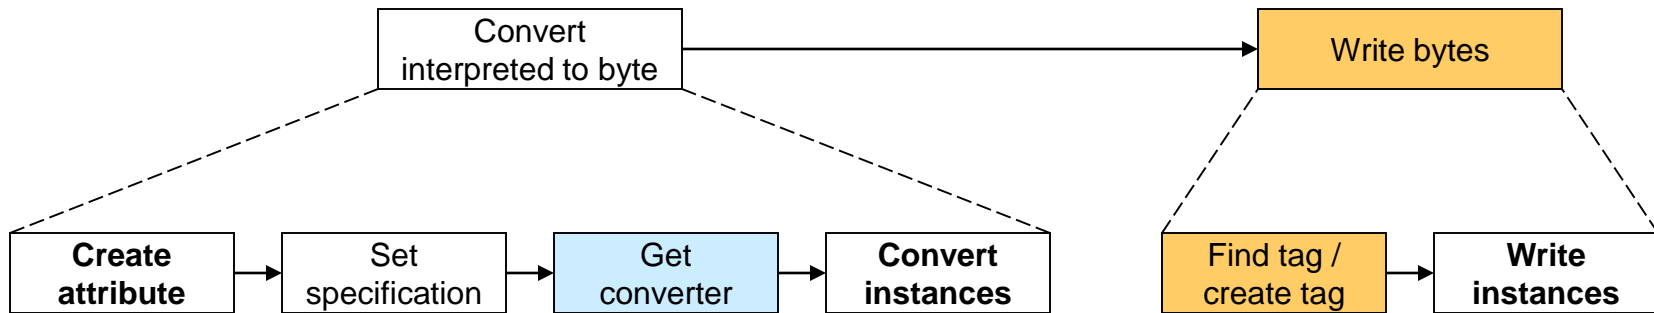 Convert
interpreted to byte
Write bytes
Create
attribute
Set
specification
Get
converter
Convert
instances
Find tag /
create tag
Write
instances